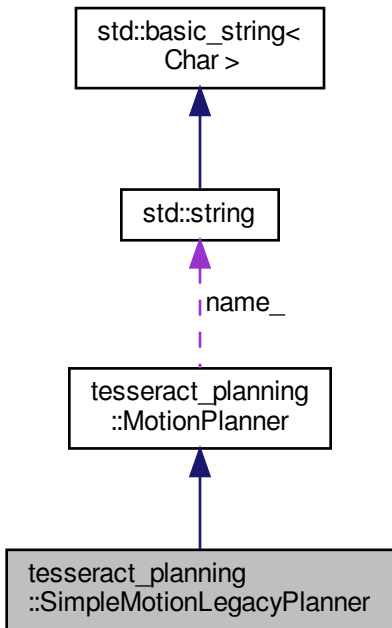 std::basic_string<
Char >
std::string
name_
tesseract_planning
::MotionPlanner
tesseract_planning
::SimpleMotionLegacyPlanner